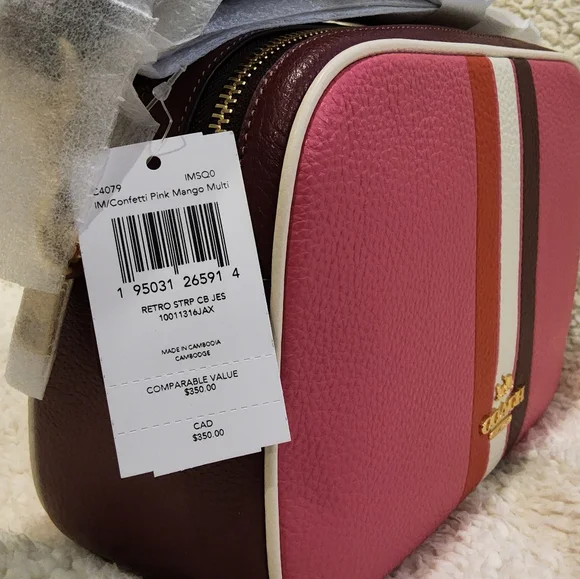 C4079 IMSQ0
IM/Confetti Pink Mango Multi
1 95031 26591 4
RETRO STRP CB JES
10011316JAX
MADE IN CAMBODIA
CAMBODGE
COMPARABLE VALUE
$350.00
CAD
$350.00
COACH